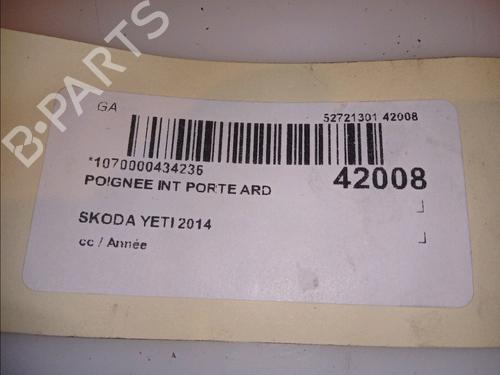 GA
52721301 42008
*1070000434236
42008
POIGNEE INT PORTE ARD
SKODA YETI 2014
cc / Année
B-PARTS